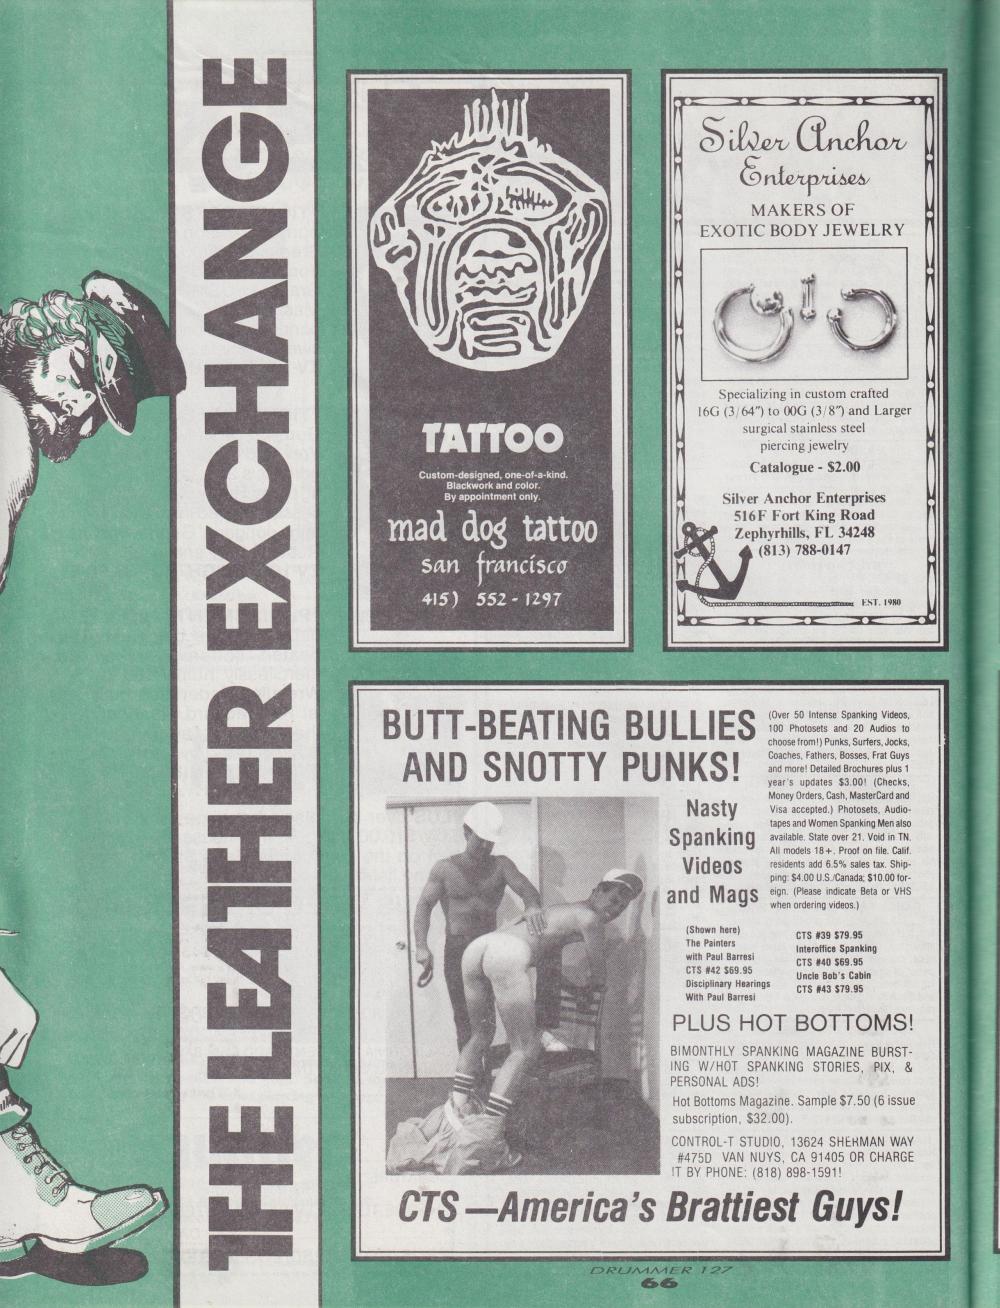 THE LEATHER EXCHANGE
TATTOO
Custom-designed, one-of-a-kind.
Blackwork and color.
By appointment only.
mad dog tattoo
san francisco
415) 552-1297
Silver Anchor
Enterprises
MAKERS OF
EXOTIC BODY JEWELRY
Specializing in custom crafted
16G (3/64") to 00G (3/8") and Larger
surgical stainless steel
piercing jewelry
Catalogue - $2.00
Silver Anchor Enterprises
516F Fort King Road
Zephyrhills, FL 34248
(813) 788-0147
EST. 1980
BUTT-BEATING BULLIES
AND SNOTTY PUNKS!
Nasty
Spanking
Videos
and Mags
(Over 50 Intense Spanking Videos,
100 Photosets and 20 Audios to
choose from!) Punks, Surfers, Jocks,
Coaches, Fathers, Bosses, Frat Guys
and more! Detailed Brochures plus 1
year's updates $3.00! (Checks,
Money Orders, Cash, MasterCard and
Visa accepted.) Photosets, Audio-
tapes and Women Spanking Men also
available. State over 21. Void in TN.
All models 18+. Proof on file. Calif.
residents add 6.5% sales tax. Ship-
ping: $4.00 U.S./Canada; $10.00 for-
eign. (Please indicate Beta or VHS
when ordering videos.)
(Shown here)
The Painters
with Paul Barresi
CTS #42 $69.95
Disciplinary Hearings
With Paul Barresi
CTS #39 $79.95
Interoffice Spanking
CTS #40 $69.95
Uncle Bob's Cabin
CTS #43 $79.95
PLUS HOT BOTTOMS!
BIMONTHLY SPANKING MAGAZINE BURST-
ING W/HOT SPANKING STORIES, PIX, &
PERSONAL ADS!
Hot Bottoms Magazine. Sample $7.50 (6 issue
subscription, $32.00).
CONTROL-T STUDIO, 13624 SHERMAN WAY
#475D VAN NUYS, CA 91405 OR CHARGE
IT BY PHONE: (818) 898-1591!
CTS —America's Brattiest Guys!
DRUMMER 127
66